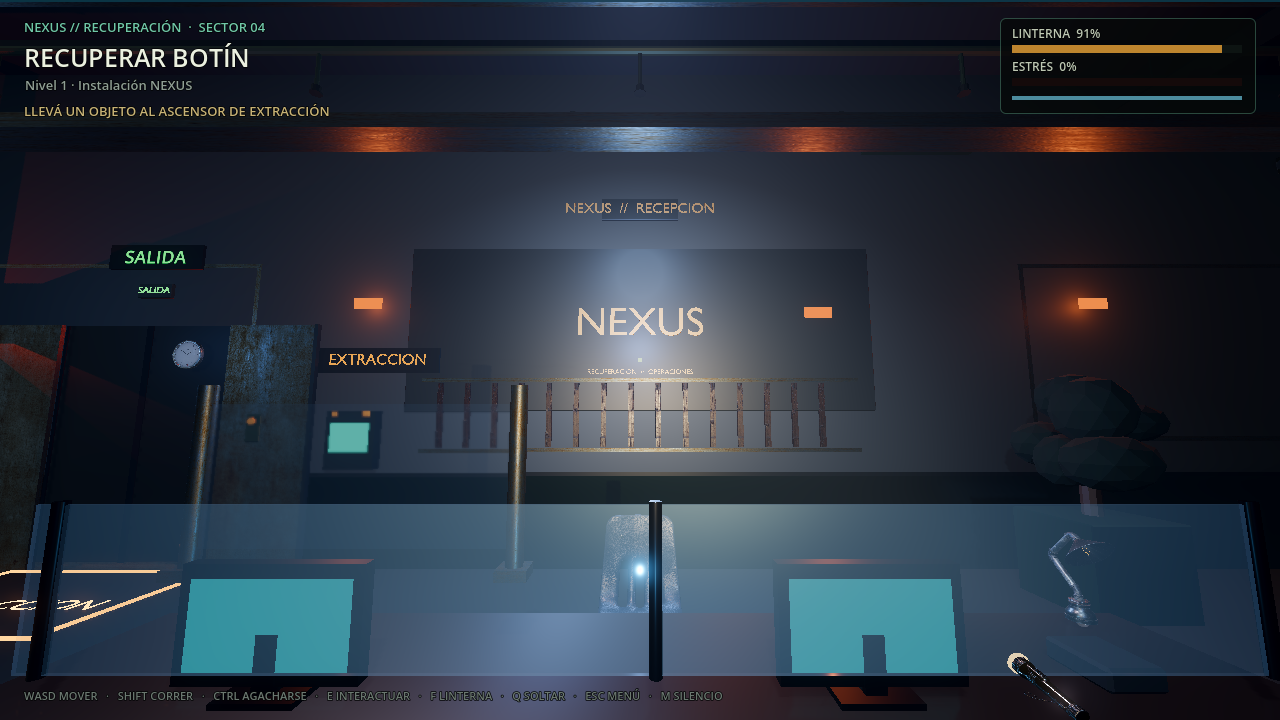 NEXUS // RECUPERACIÓN · SECTOR 04
RECUPERAR BOTÍN
Nivel 1 · Instalación NEXUS
LLEVÁ UN OBJETO AL ASCENSOR DE EXTRACCIÓN
LINTERNA 91%
ESTRÉS 0%
NEXUS // RECEPCION
SALIDA
SALIDA
NEXUS
EXTRACCION
RECUPERACION // OPERACIONES
WASD MOVER · SHIFT CORRER · CTRL AGACHARSE · E INTERACTUAR · F LINTERNA · Q SOLTAR · ESC MENÚ · M SILENCIO